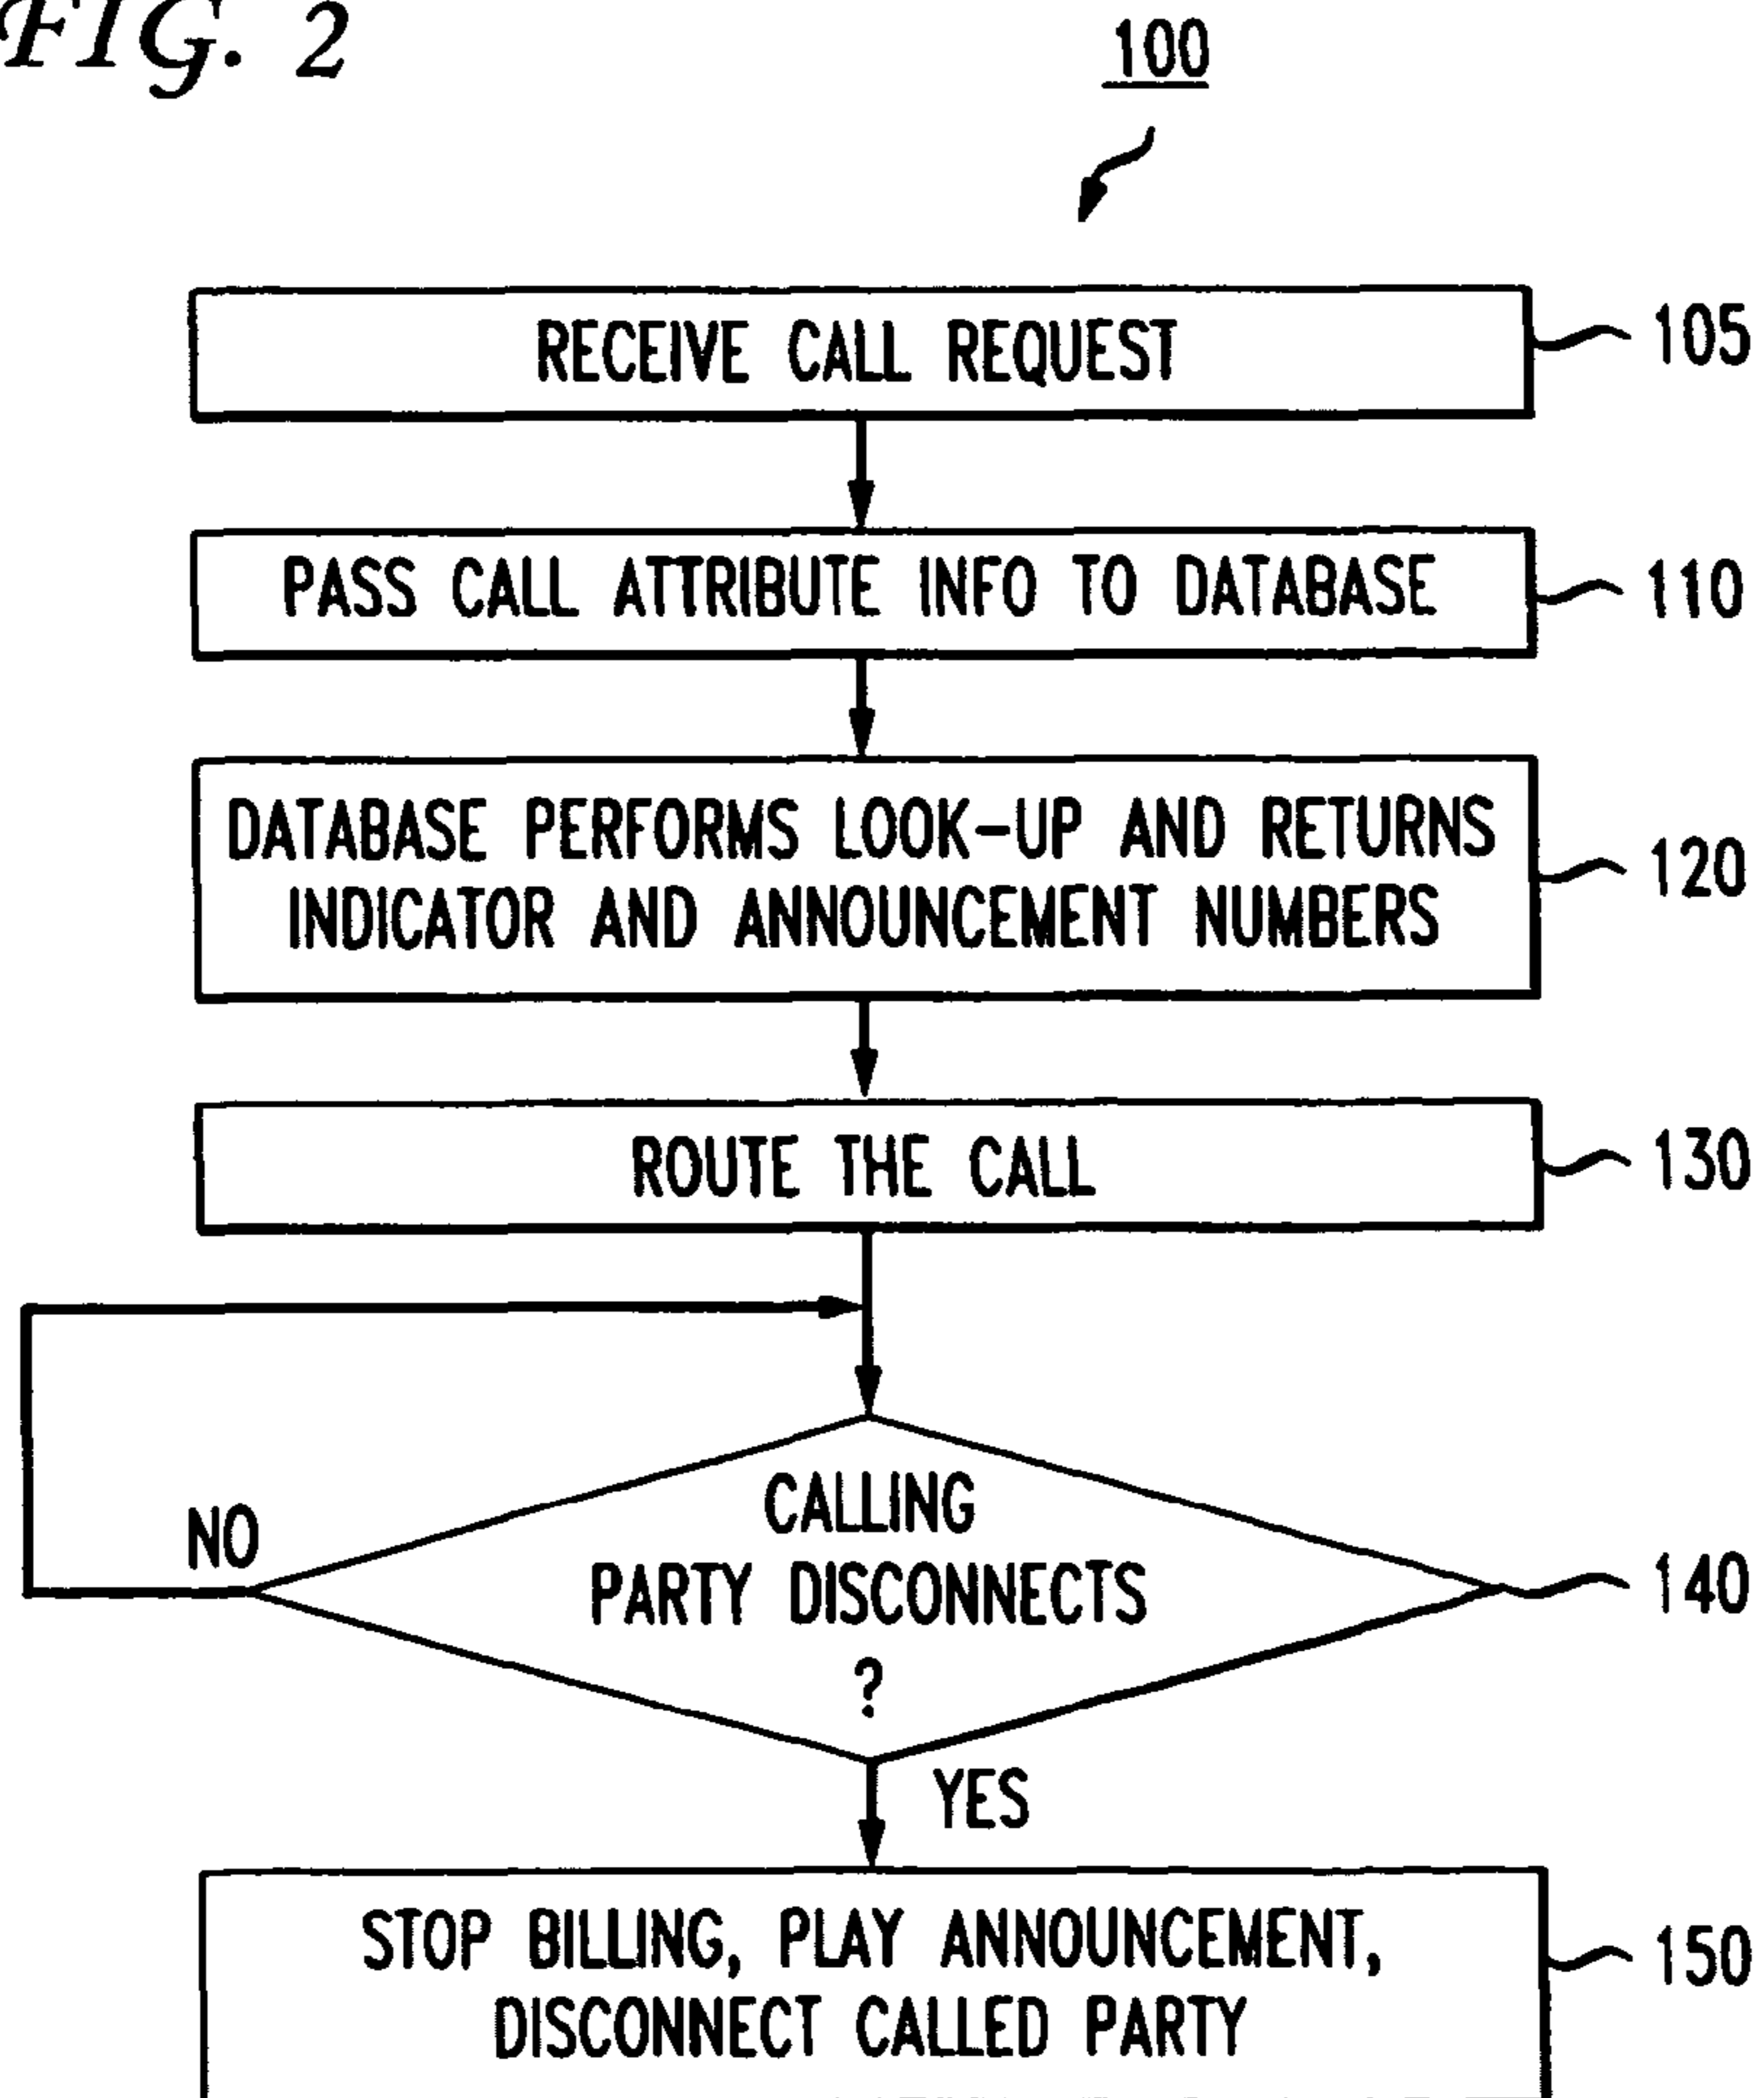 FIG. 2
100
RECEIVE CALL REQUEST
105
PASS CALL ATTRIBUTE INFO TO DATABASE
110
DATABASE PERFORMS LOOK-UP AND RETURNS
INDICATOR AND ANNOUNCEMENT NUMBERS
120
ROUTE THE CALL
130
CALLING
PARTY DISCONNECTS
?
140
NO
YES
STOP BILLING, PLAY ANNOUNCEMENT,
DISCONNECT CALLED PARTY
150